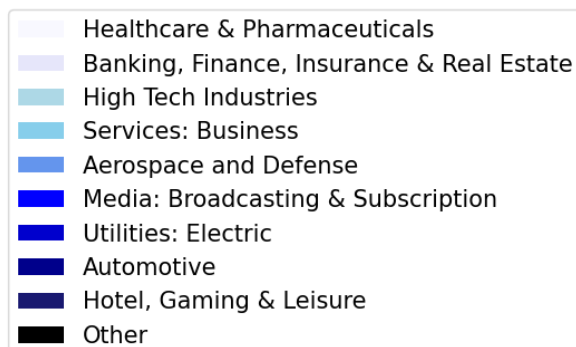 Healthcare & Pharmaceuticals
Banking, Finance, Insurance & Real Estate
High Tech Industries
Services: Business
Aerospace and Defense
Media: Broadcasting & Subscription
Utilities: Electric
Automotive
Hotel, Gaming & Leisure
Other